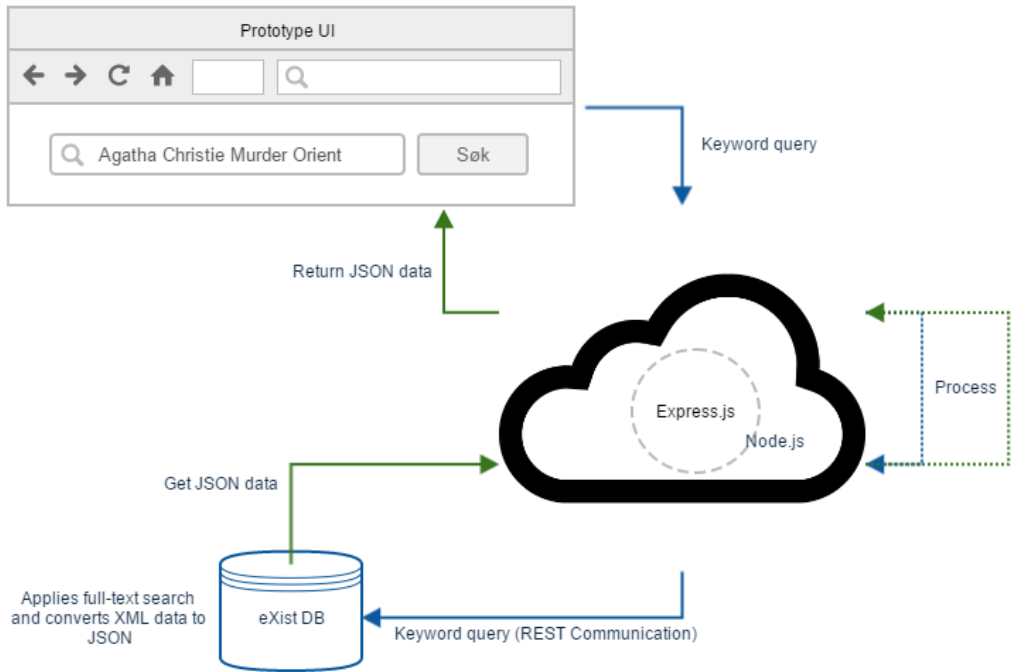 Prototype UI
Agatha Christie Murder Orient
Søk
Keyword query
Return JSON data
Process
Express.js
Node.js
Get JSON data
Applies full-text search
and converts XML data to
JSON
eXist DB
Keyword query (REST Communication)